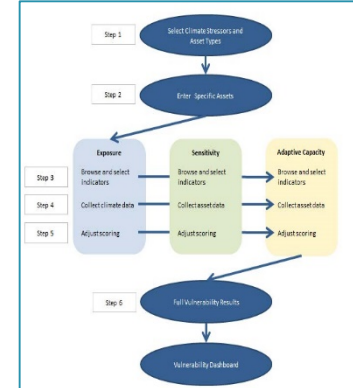 Step 1
Select Climate Stressors and
Asset Types
Step 2
Enter Specific Assets
Exposure
Sensitivity
Adaptive Capacity
Step 3
Browse and select
indicators
Browse and select
indicators
Browse and select
indicators
Step 4
Collect climate data
Collect asset data
Collect asset data
Step 5
Adjust scoring
Adjust scoring
Adjust scoring
Step 6
Full Vulnerability Results
Vulnerability Dashboard